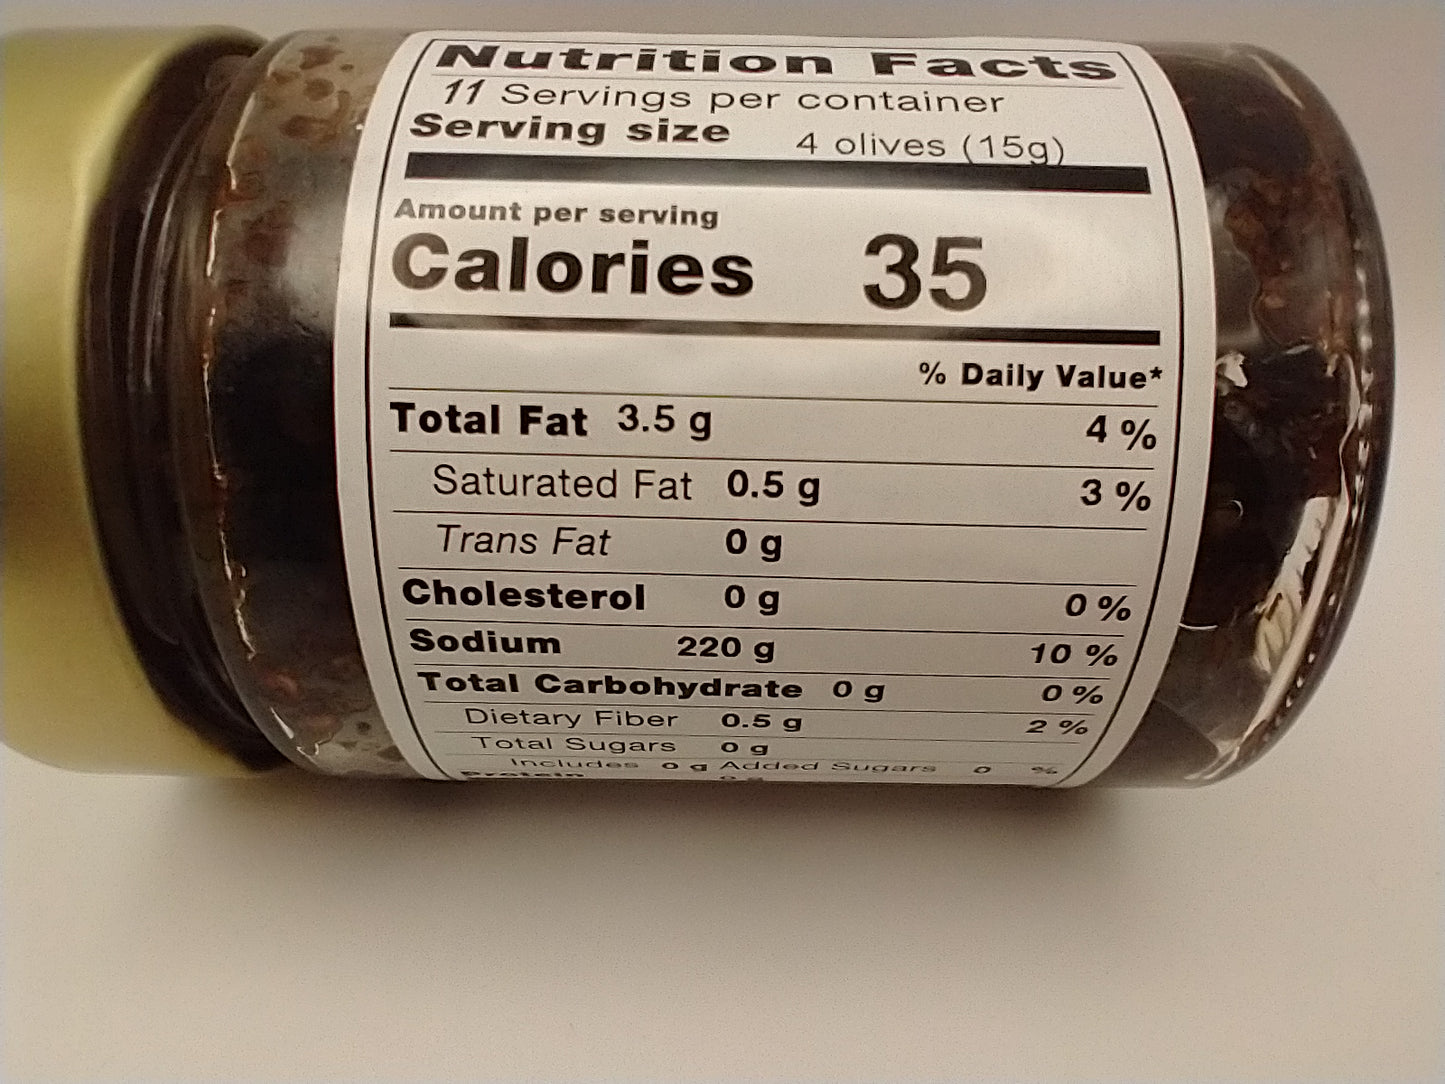 Nutrition Facts
11 Servings per container
Serving size 4 olives (15g)
Amount per serving
Calories 35
% Daily Value*
Total Fat 3.5 g 4 %
Saturated Fat 0.5 g 3 %
Trans Fat 0 g
Cholesterol 0 g 0 %
Sodium 220 g 10 %
Total Carbohydrate 0 g 0 %
Dietary Fiber 0.5 g 2 %
Total Sugars 0 g
Includes 0 g Added Sugars 0 %
Protein 0 g